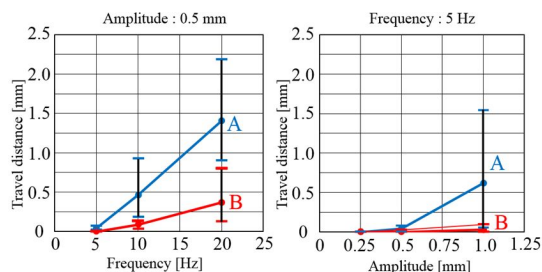 Amplitude : 0.5 mm
Travel distance [mm]
2.5
2.0
1.5
1.0
0.5
0
A
B
0 5 10 15 20 25
Frequency [Hz]
Frequency : 5 Hz
Travel distance [mm]
2.5
2.0
1.5
1.0
0.5
0
A
B
0 0.25 0.5 0.75 1.0 1.25
Amplitude [mm]